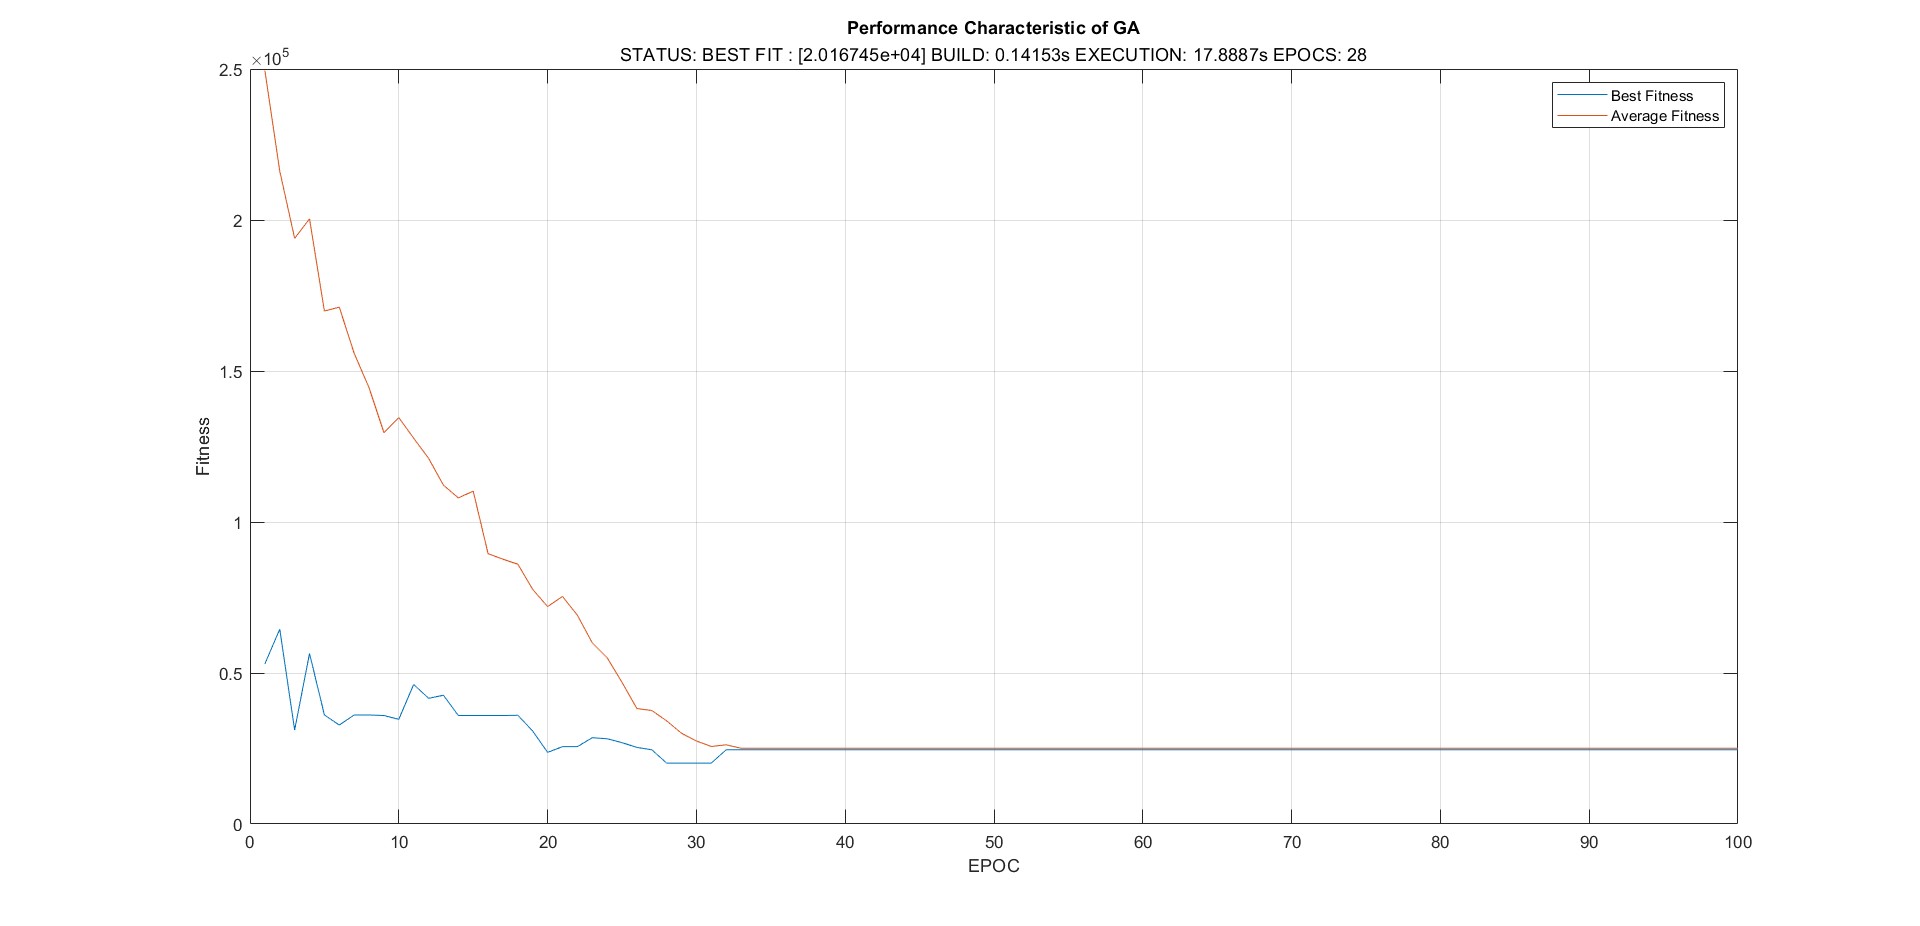 Performance Characteristic of GA
STATUS: BEST FIT : [2.016745e+04] BUILD: 0.14153s EXECUTION: 17.8887s EPOCS: 28
×10^5
2.5
2
1.5
1
0.5
0
Fitness
Best Fitness
Average Fitness
0 10 20 30 40 50 60 70 80 90 100
EPOC